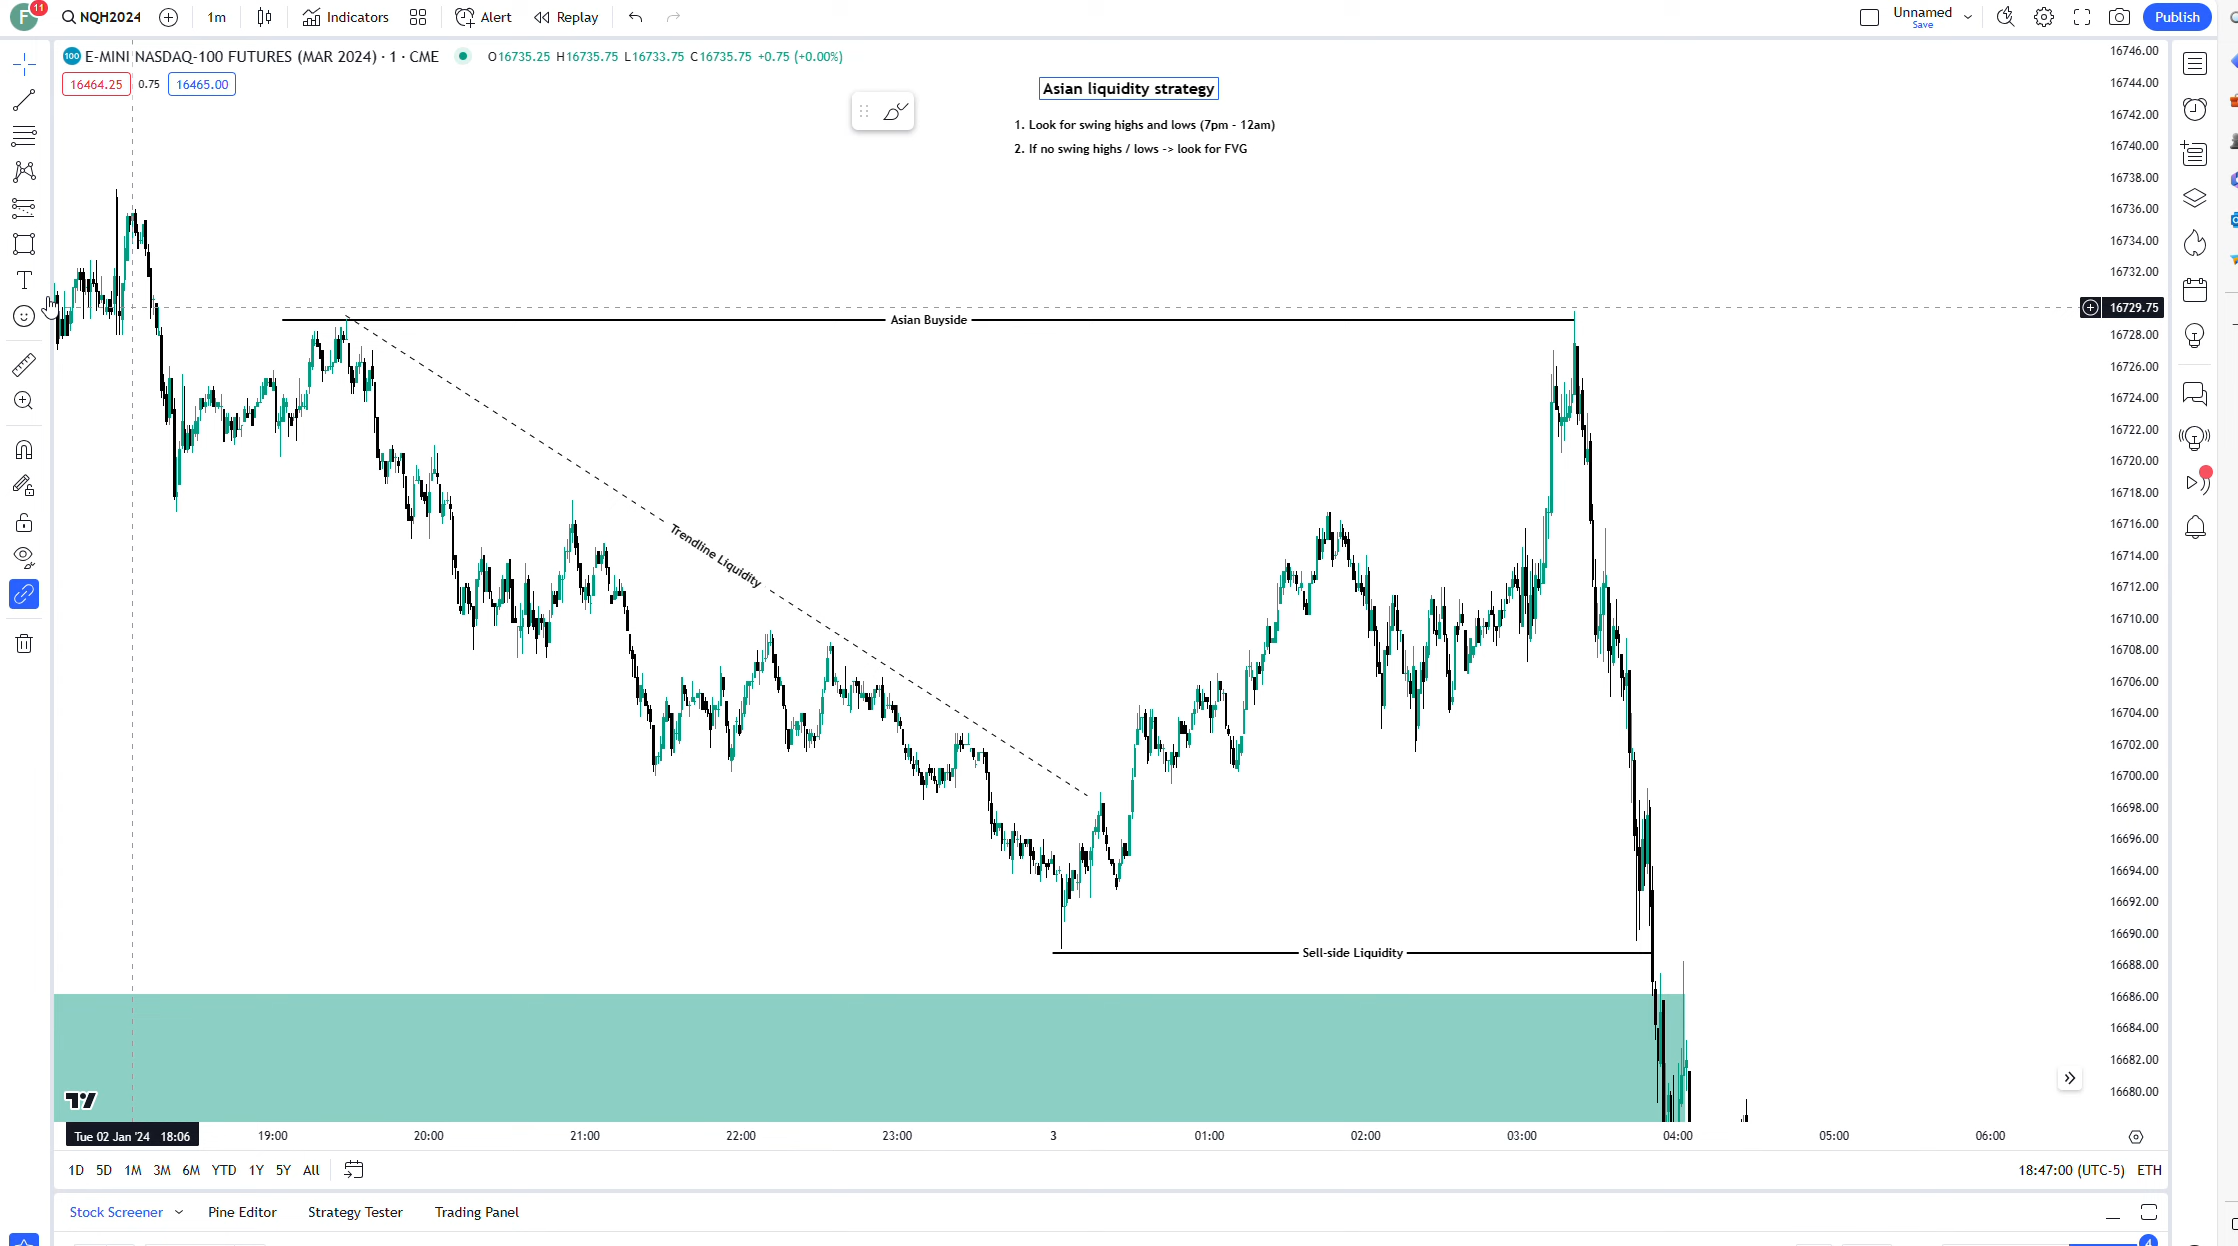 F
11
NQH2024
1m
Indicators
Alert
Replay
Unnamed
Save
Publish
100
E-MINI NASDAQ-100 FUTURES (MAR 2024) · 1 · CME
O16735.25 H16735.75 L16733.75 C16735.75 +0.75 (+0.00%)
16464.25
0.75
16465.00
Asian liquidity strategy
1. Look for swing highs and lows (7pm - 12am)
2. If no swing highs / lows -> look for FVG
Asian Buyside
Trendline Liquidity
Sell-side Liquidity
16746.00
16744.00
16742.00
16740.00
16738.00
16736.00
16734.00
16732.00
16729.75
16728.00
16726.00
16724.00
16722.00
16720.00
16718.00
16716.00
16714.00
16712.00
16710.00
16708.00
16706.00
16704.00
16702.00
16700.00
16698.00
16696.00
16694.00
16692.00
16690.00
16688.00
16686.00
16684.00
16682.00
16680.00
Tue 02 Jan '24 18:06
19:00
20:00
21:00
22:00
23:00
3
01:00
02:00
03:00
04:00
05:00
06:00
1D 5D 1M 3M 6M YTD 1Y 5Y All
18:47:00 (UTC-5) ETH
Stock Screener
Pine Editor
Strategy Tester
Trading Panel
4